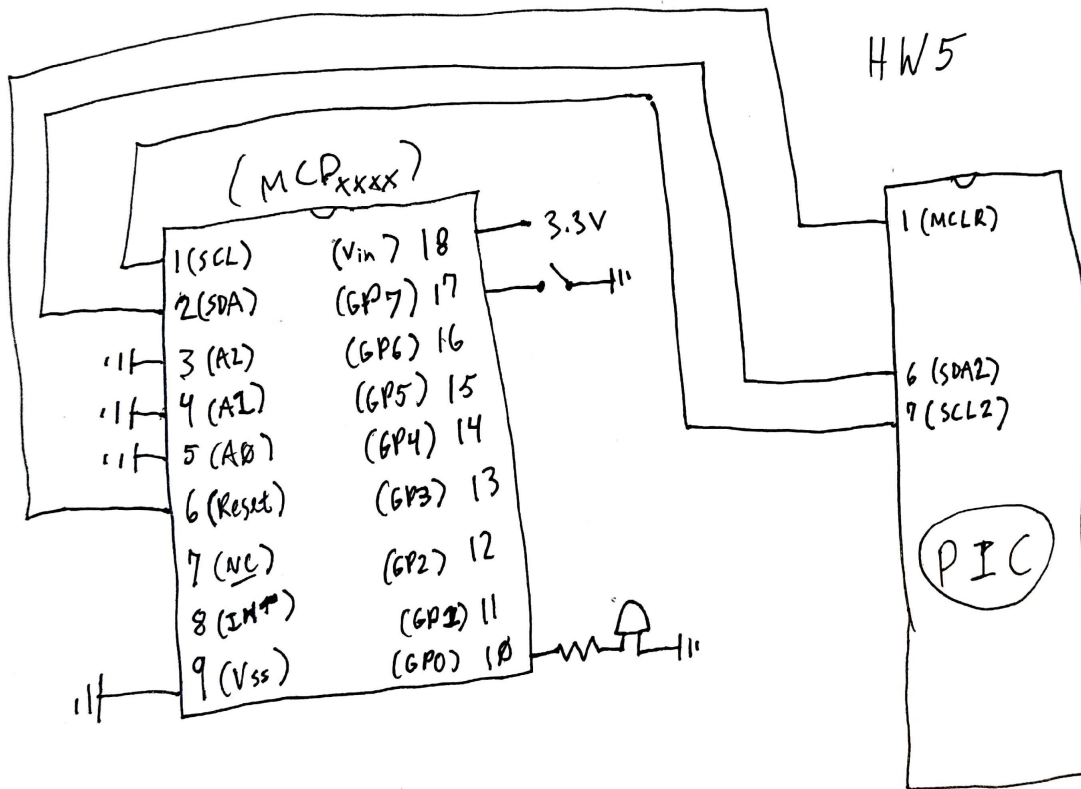 HW5
(MCPxxxx)
1 (SCL)
2 (SDA)
3 (A2)
4 (A1)
5 (A0)
6 (Reset)
7 (NC)
8 (INT)
9 (Vss)
(Vin) 18
(GP7) 17
(GP6) 16
(GP5) 15
(GP4) 14
(GP3) 13
(GP2) 12
(GP1) 11
(GP0) 10
3.3V
1 (MCLR)
6 (SDA2)
7 (SCL2)
PIC